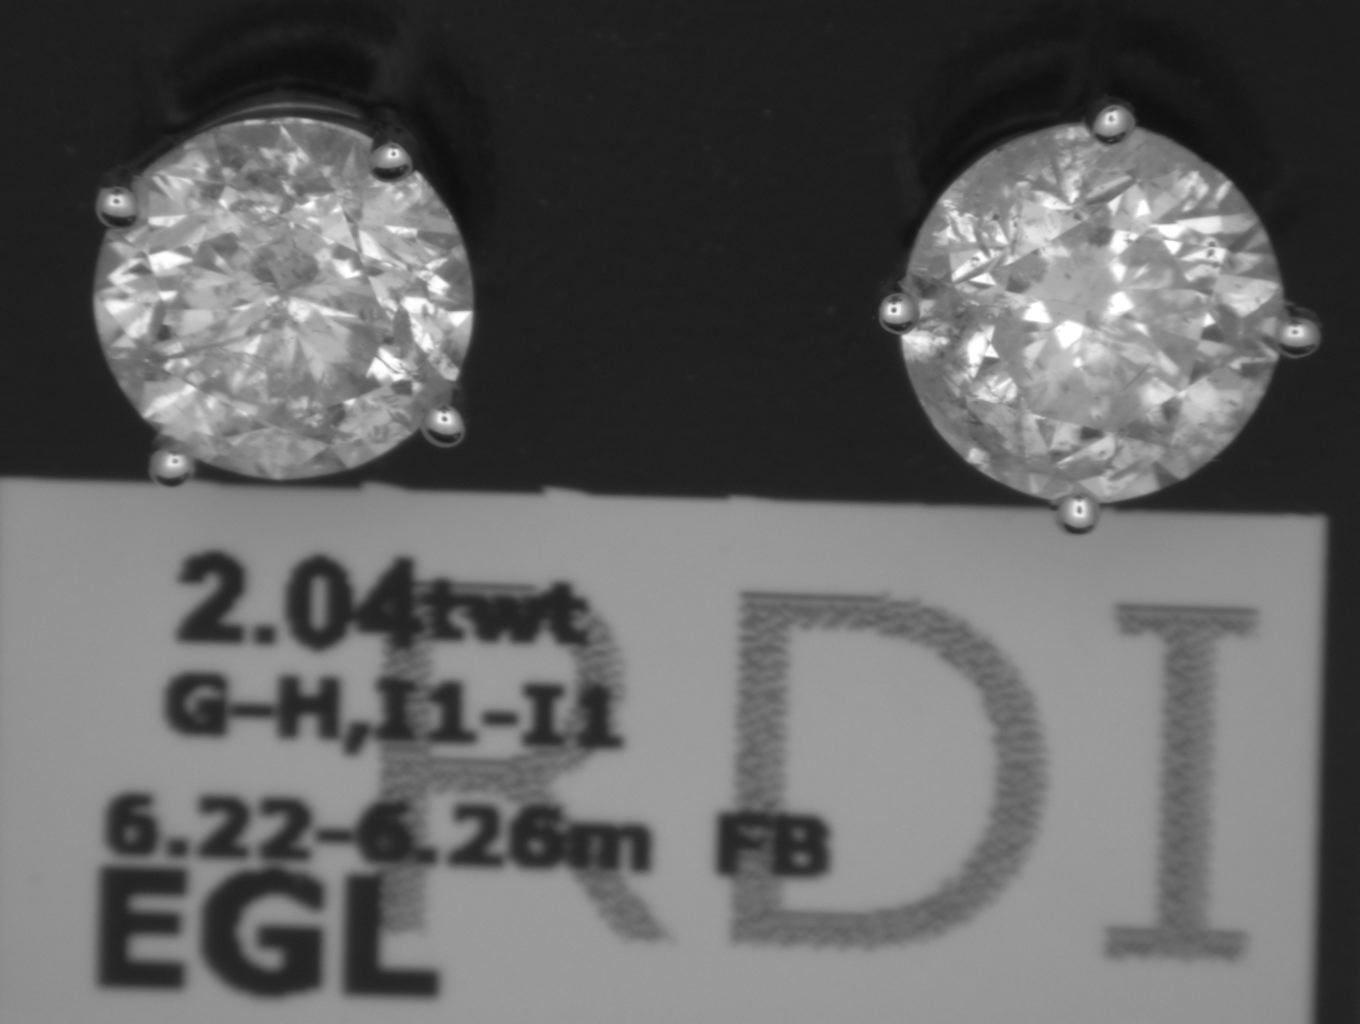 2.04twt
G-H,I1-I1
6.22-6.26m FB
EGL
RDI